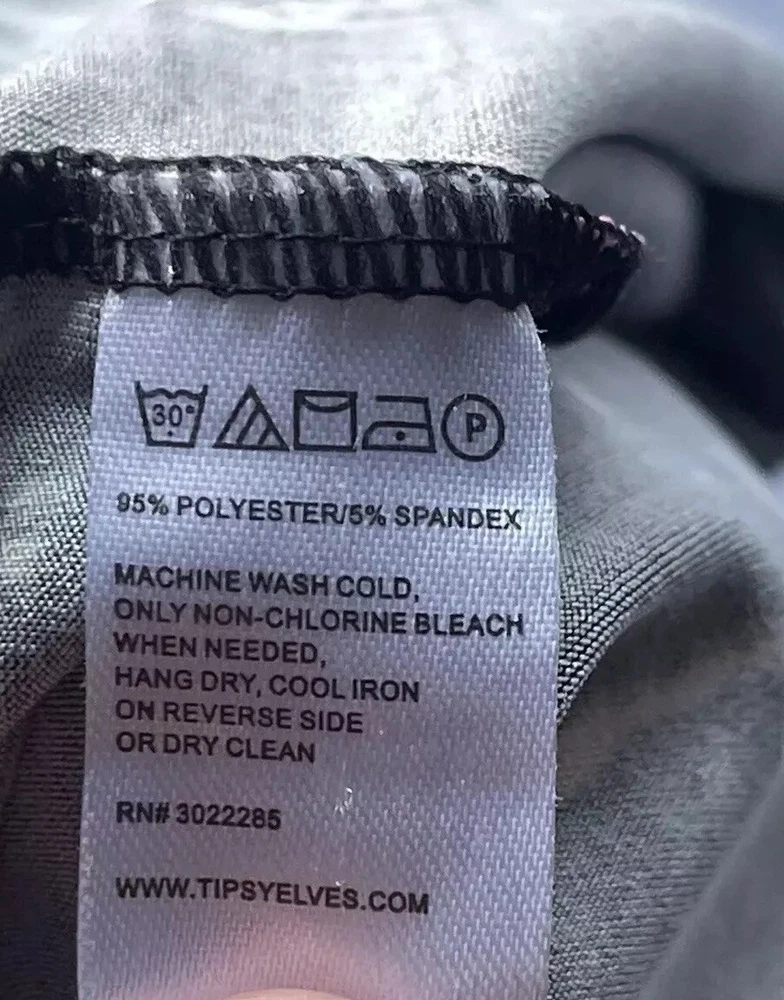 30°
P
95% POLYESTER/5% SPANDEX
MACHINE WASH COLD,
ONLY NON-CHLORINE BLEACH
WHEN NEEDED,
HANG DRY, COOL IRON
ON REVERSE SIDE
OR DRY CLEAN
RN# 3022285
WWW.TIPSYELVES.COM